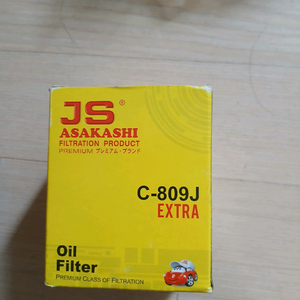 JS®
ASAKASHI
FILTRATION PRODUCT
PREMIUM プレミアム・ブランド
C-809J
EXTRA
Oil
Filter
PREMIUM CLASS OF FILTRATION